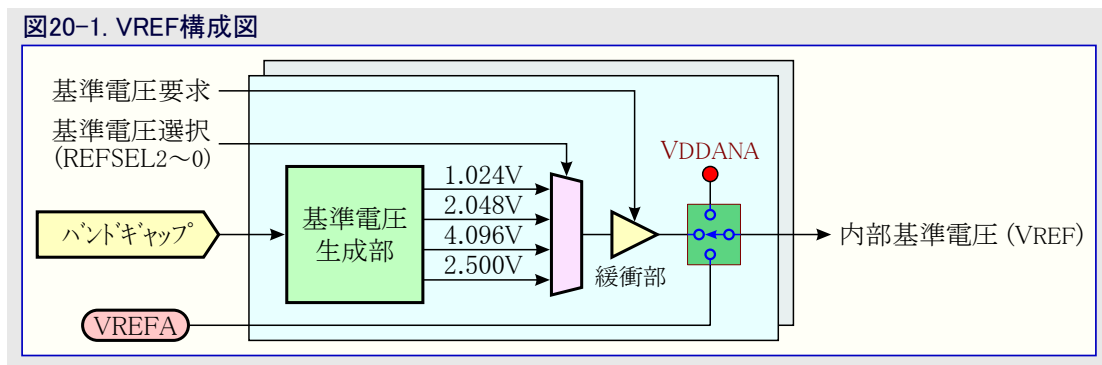 図20-1. VREF構成図
基準電圧要求
基準電圧選択
(REFSEL2～0)
VDDANA
1.024V
2.048V
4.096V
2.500V
バンドギャップ
基準電圧
生成部
緩衝部
内部基準電圧 (VREF)
VREFA